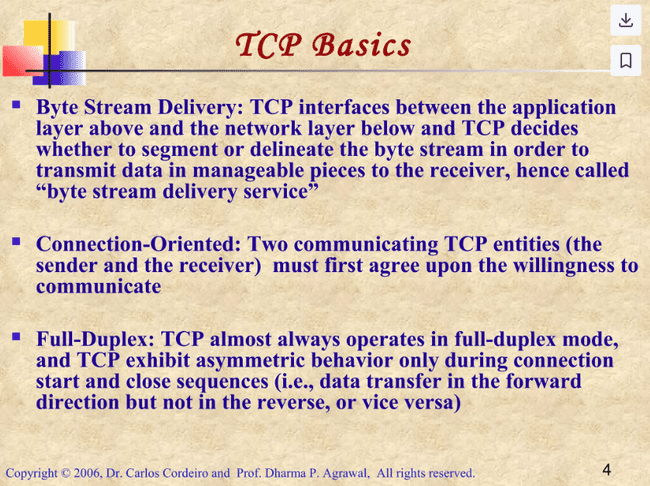 TCP Basics
Byte Stream Delivery: TCP interfaces between the application
layer above and the network layer below and TCP decides
whether to segment or delineate the byte stream in order to
transmit data in manageable pieces to the receiver, hence called
“byte stream delivery service”
Connection-Oriented: Two communicating TCP entities (the
sender and the receiver) must first agree upon the willingness to
communicate
Full-Duplex: TCP almost always operates in full-duplex mode,
and TCP exhibit asymmetric behavior only during connection
start and close sequences (i.e., data transfer in the forward
direction but not in the reverse, or vice versa)
Copyright © 2006, Dr. Carlos Cordeiro and Prof. Dharma P. Agrawal, All rights reserved.
4